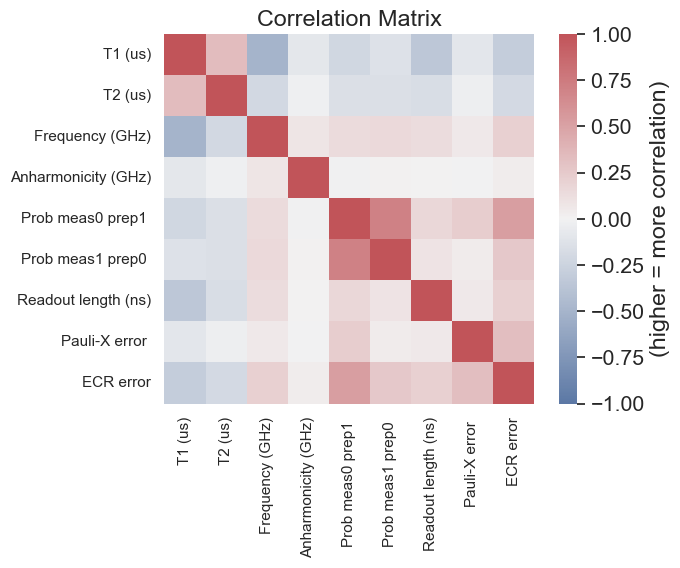 Correlation Matrix
T1 (us)
T2 (us)
Frequency (GHz)
Anharmonicity (GHz)
Prob meas0 prep1
Prob meas1 prep0
Readout length (ns)
Pauli-X error
ECR error
T1 (us)
T2 (us)
Frequency (GHz)
Anharmonicity (GHz)
Prob meas0 prep1
Prob meas1 prep0
Readout length (ns)
Pauli-X error
ECR error
1.00
0.75
0.50
0.25
0.00
−0.25
−0.50
−0.75
−1.00
(higher = more correlation)